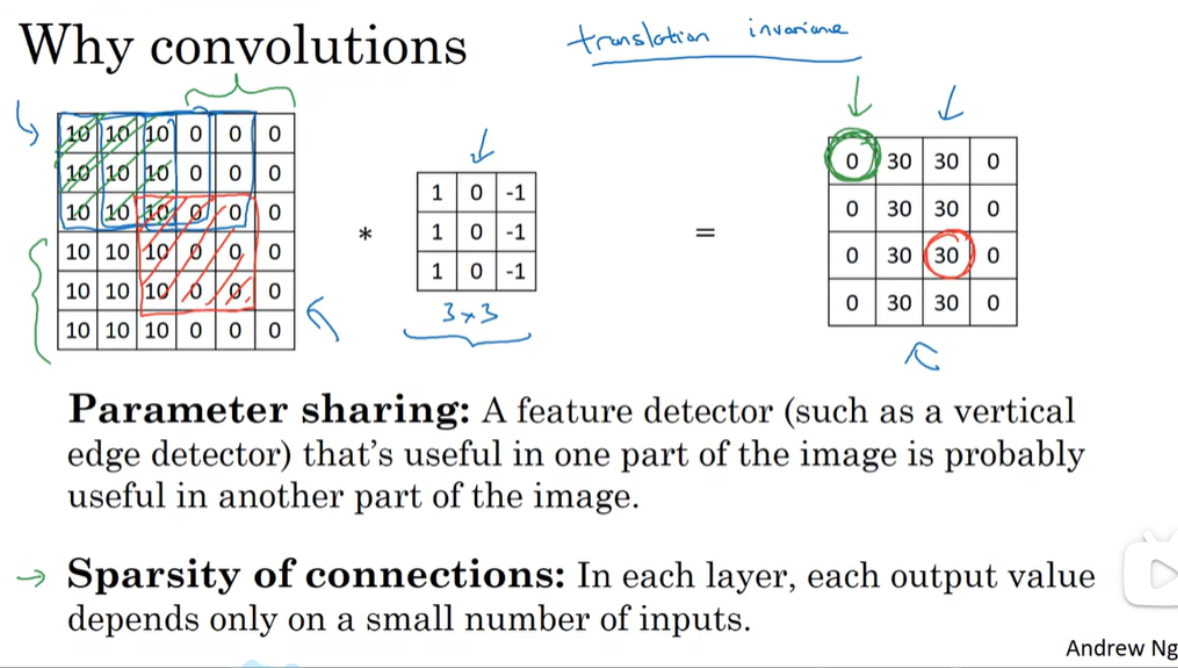 Why convolutions
translation invariance
10 10 10 0 0 0
10 10 10 0 0 0
10 10 10 0 0 0
10 10 10 0 0 0
10 10 10 0 0 0
10 10 10 0 0 0
*
1 0 -1
1 0 -1
1 0 -1
3×3
=
0 30 30 0
0 30 30 0
0 30 30 0
0 30 30 0
Parameter sharing: A feature detector (such as a vertical
edge detector) that's useful in one part of the image is probably
useful in another part of the image.
→ Sparsity of connections: In each layer, each output value
depends only on a small number of inputs.
Andrew Ng